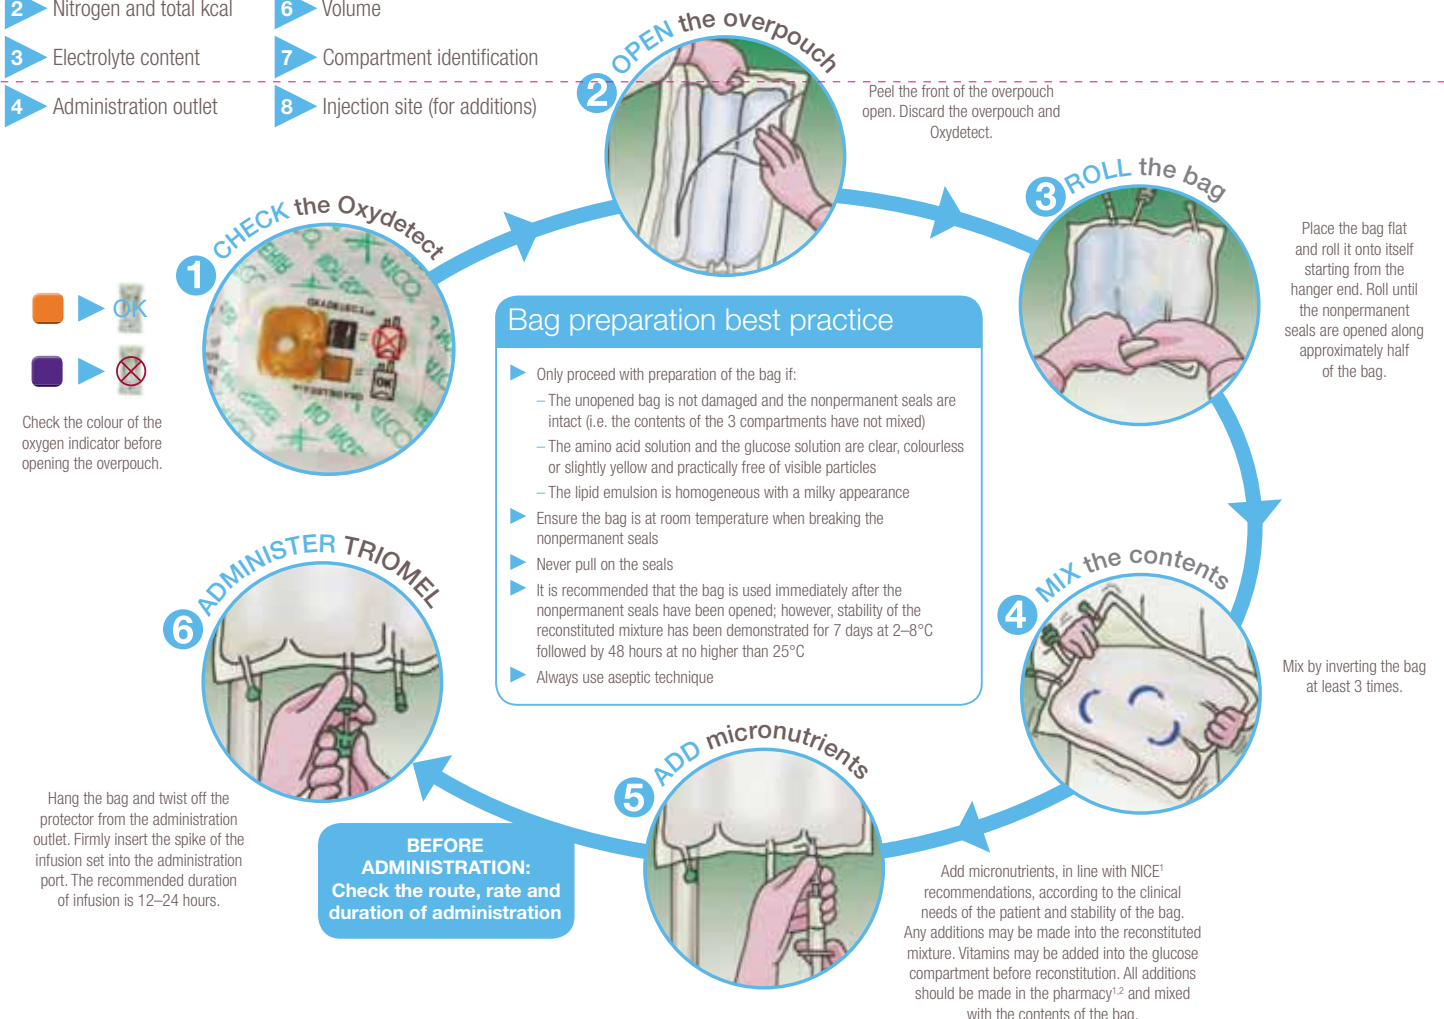 2 Nitrogen and total kcal
3 Electrolyte content
4 Administration outlet
6 Volume
7 Compartment identification
8 Injection site (for additions)
1 CHECK the Oxydetect
OK
Check the colour of the
oxygen indicator before
opening the overpouch.
OXYDETECT
OK
2 OPEN the overpouch
Peel the front of the overpouch
open. Discard the overpouch and
Oxydetect.
3 ROLL the bag
Place the bag flat
and roll it onto itself
starting from the
hanger end. Roll until
the nonpermanent
seals are opened along
approximately half
of the bag.
Bag preparation best practice
Only proceed with preparation of the bag if:
– The unopened bag is not damaged and the nonpermanent seals are
intact (i.e. the contents of the 3 compartments have not mixed)
– The amino acid solution and the glucose solution are clear, colourless
or slightly yellow and practically free of visible particles
– The lipid emulsion is homogeneous with a milky appearance
Ensure the bag is at room temperature when breaking the
nonpermanent seals
Never pull on the seals
It is recommended that the bag is used immediately after the
nonpermanent seals have been opened; however, stability of the
reconstituted mixture has been demonstrated for 7 days at 2–8°C
followed by 48 hours at no higher than 25°C
Always use aseptic technique
4 MIX the contents
Mix by inverting the bag
at least 3 times.
5 ADD micronutrients
Add micronutrients, in line with NICE¹
recommendations, according to the clinical
needs of the patient and stability of the bag.
Any additions may be made into the reconstituted
mixture. Vitamins may be added into the glucose
compartment before reconstitution. All additions
should be made in the pharmacy¹,² and mixed
with the contents of the bag.
BEFORE
ADMINISTRATION:
Check the route, rate and
duration of administration
6 ADMINISTER TRIOMEL
Hang the bag and twist off the
protector from the administration
outlet. Firmly insert the spike of the
infusion set into the administration
port. The recommended duration
of infusion is 12–24 hours.